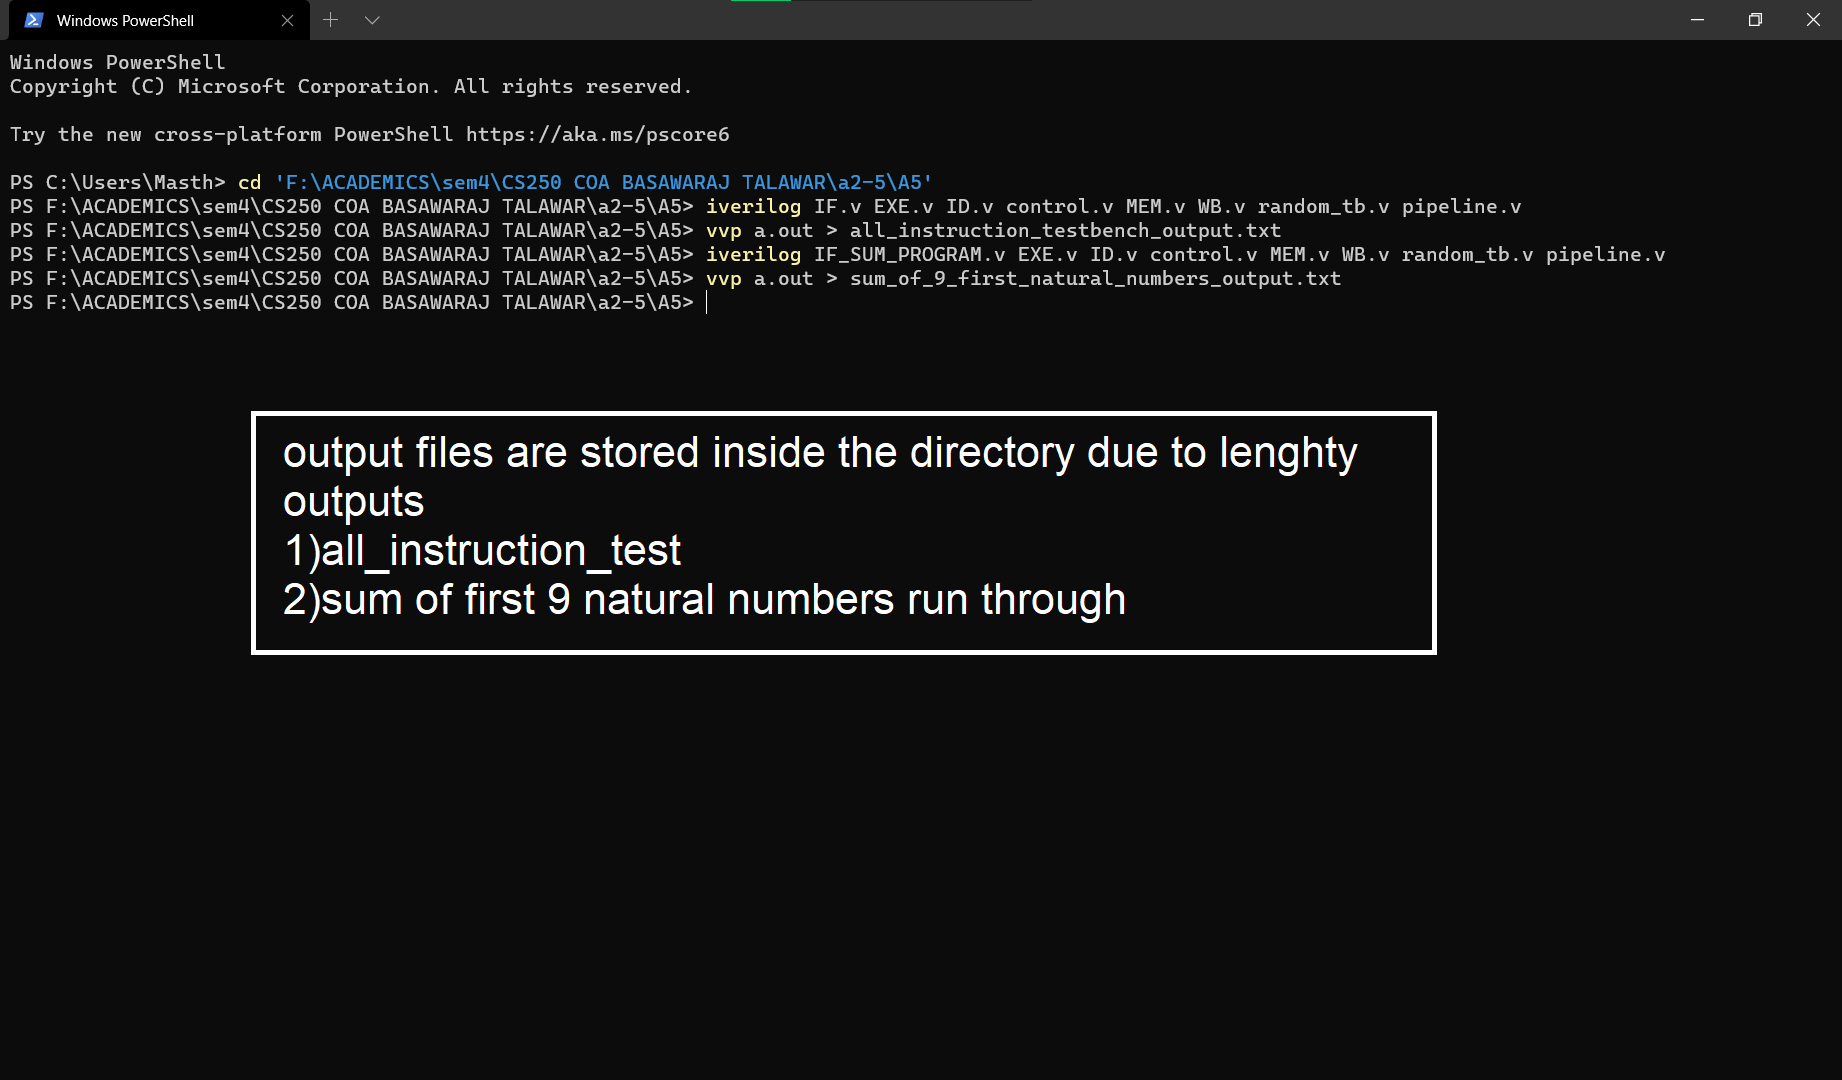 Windows PowerShell
Windows PowerShell
Copyright (C) Microsoft Corporation. All rights reserved.
Try the new cross-platform PowerShell https://aka.ms/pscore6
PS C:\Users\Masth> cd 'F:\ACADEMICS\sem4\CS250 COA BASAWARAJ TALAWAR\a2-5\A5'
PS F:\ACADEMICS\sem4\CS250 COA BASAWARAJ TALAWAR\a2-5\A5> iverilog IF.v EXE.v ID.v control.v MEM.v WB.v random_tb.v pipeline.v
PS F:\ACADEMICS\sem4\CS250 COA BASAWARAJ TALAWAR\a2-5\A5> vvp a.out > all_instruction_testbench_output.txt
PS F:\ACADEMICS\sem4\CS250 COA BASAWARAJ TALAWAR\a2-5\A5> iverilog IF_SUM_PROGRAM.v EXE.v ID.v control.v MEM.v WB.v random_tb.v pipeline.v
PS F:\ACADEMICS\sem4\CS250 COA BASAWARAJ TALAWAR\a2-5\A5> vvp a.out > sum_of_9_first_natural_numbers_output.txt
PS F:\ACADEMICS\sem4\CS250 COA BASAWARAJ TALAWAR\a2-5\A5>
output files are stored inside the directory due to lenghty
outputs
1)all_instruction_test
2)sum of first 9 natural numbers run through